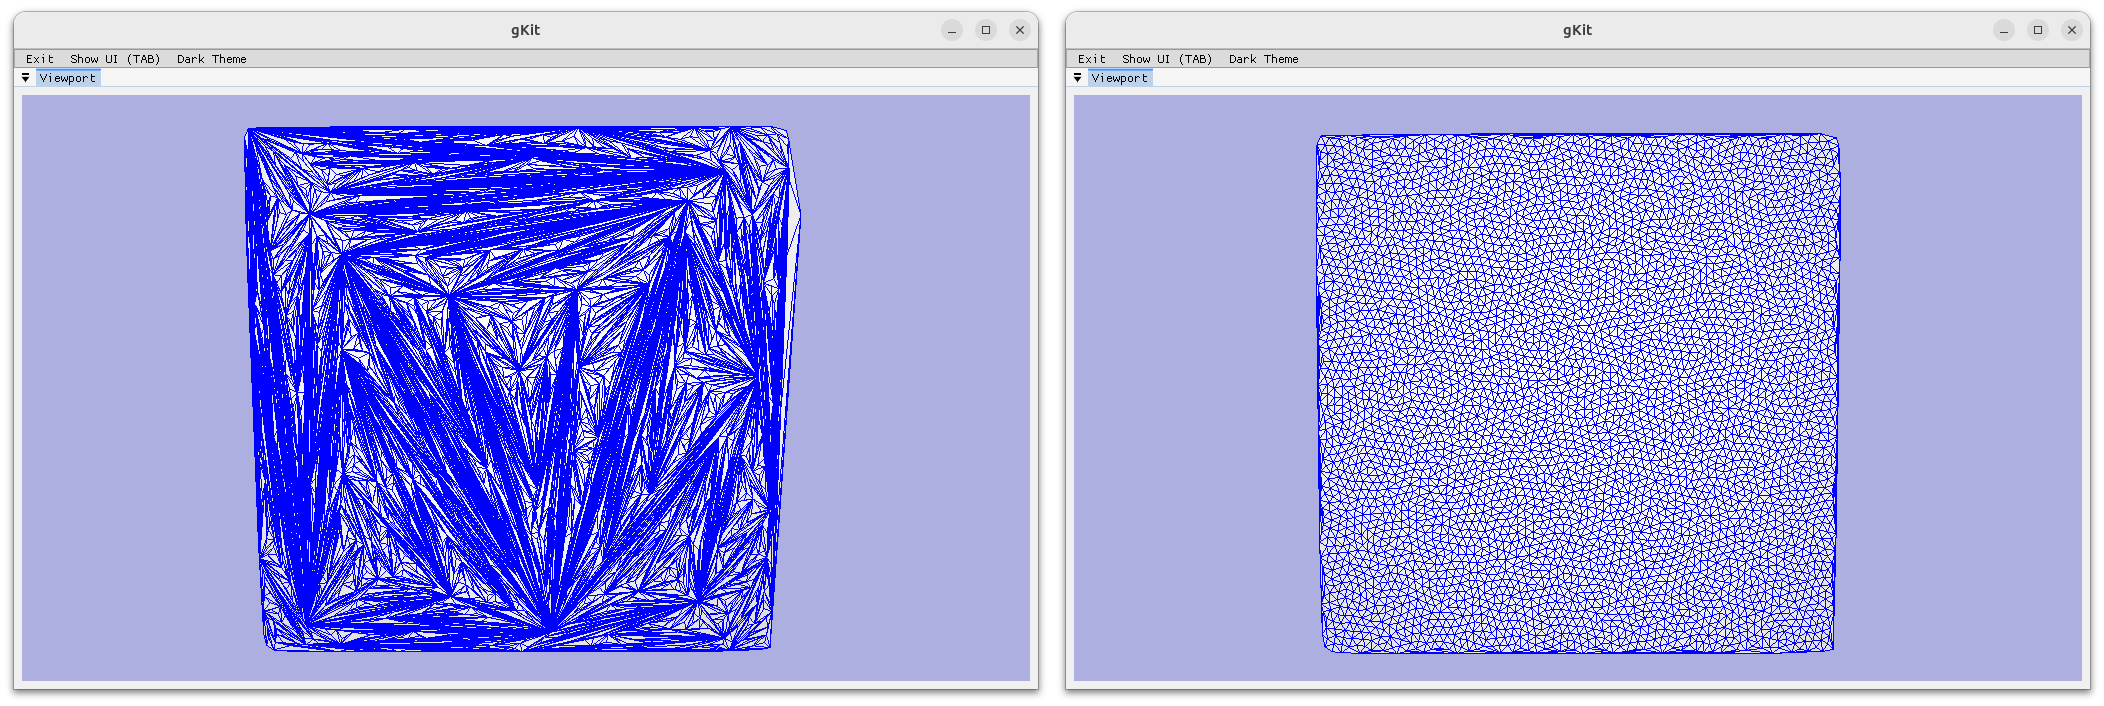 gKit
Exit Show UI (TAB) Dark Theme
Viewport
gKit
Exit Show UI (TAB) Dark Theme
Viewport